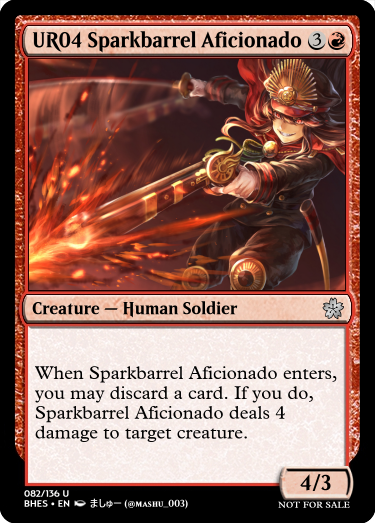 UR04 Sparkbarrel Aficionado 3
Creature — Human Soldier
When Sparkbarrel Aficionado enters,
you may discard a card. If you do,
Sparkbarrel Aficionado deals 4
damage to target creature.
4/3
082/136 U
BHES • EN ましゅー (@MASHU_003)
NOT FOR SALE